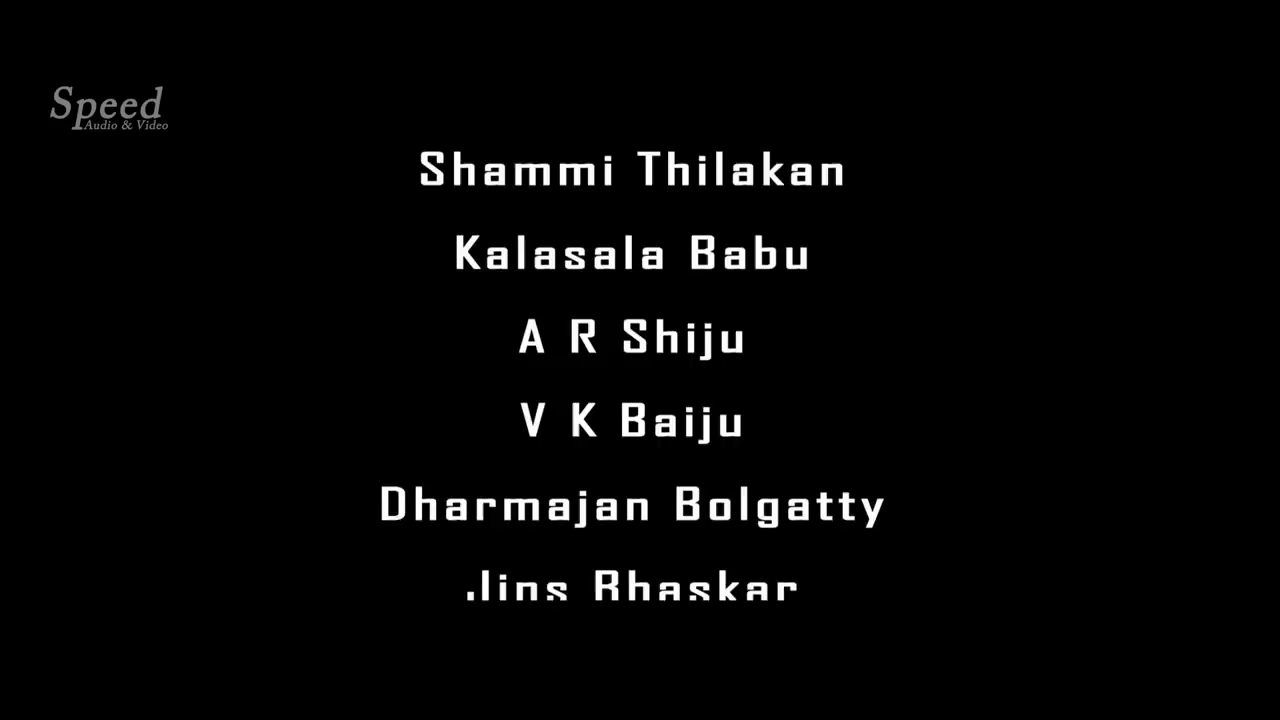 Speed
Audio & Video
Shammi Thilakan
Kalasala Babu
A R Shiju
V K Baiju
Dharmajan Bolgatty
Jins Bhaskar